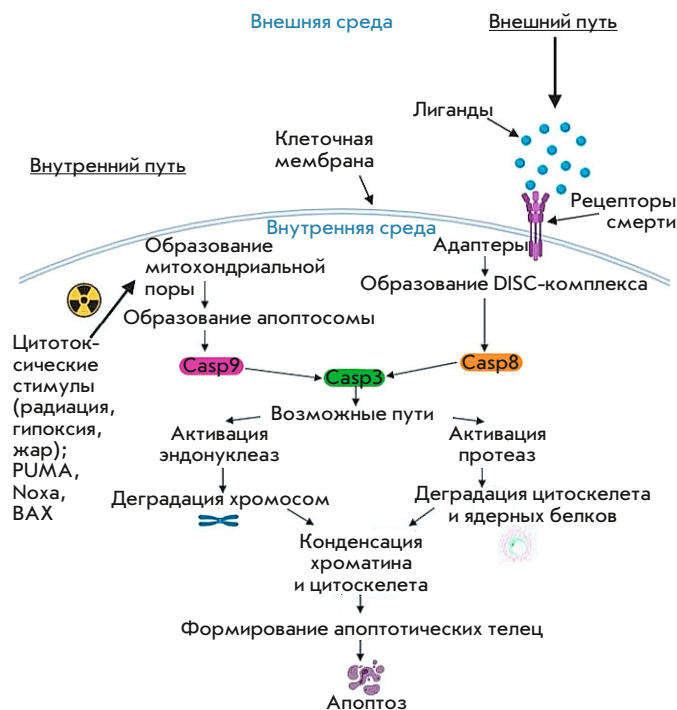 Внешняя среда
Внешний путь
Лиганды
Клеточная
мембрана
Внутренний путь
Рецепторы
смерти
Внутренняя среда
Образование
митохондриальной
поры
Адаптеры
Образование DISC-комплекса
Образование апоптосомы
Цитоток-
сические
стимулы
(радиация,
гипоксия,
жар);
PUMA,
Noxa,
BAX
Casp9
Casp3
Casp8
Возможные пути
Активация
эндонуклеаз
Активация
протеаз
Деградация хромосом
Деградация цитоскелета
и ядерных белков
Конденсация
хроматина
и цитоскелета
Формирование апоптотических телец
Апоптоз